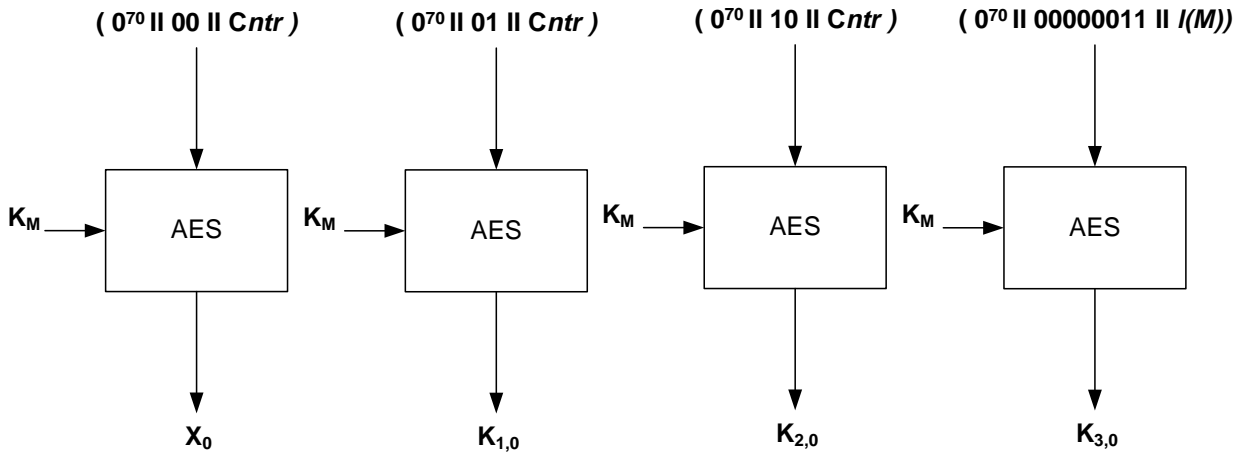 ( 0⁷⁰ II 00 II Cntr )
( 0⁷⁰ II 01 II Cntr )
( 0⁷⁰ II 10 II Cntr )
( 0⁷⁰ II 00000011 II l(M))
K_M
AES
K_M
AES
K_M
AES
K_M
AES
X₀
K₁,₀
K₂,₀
K₃,₀